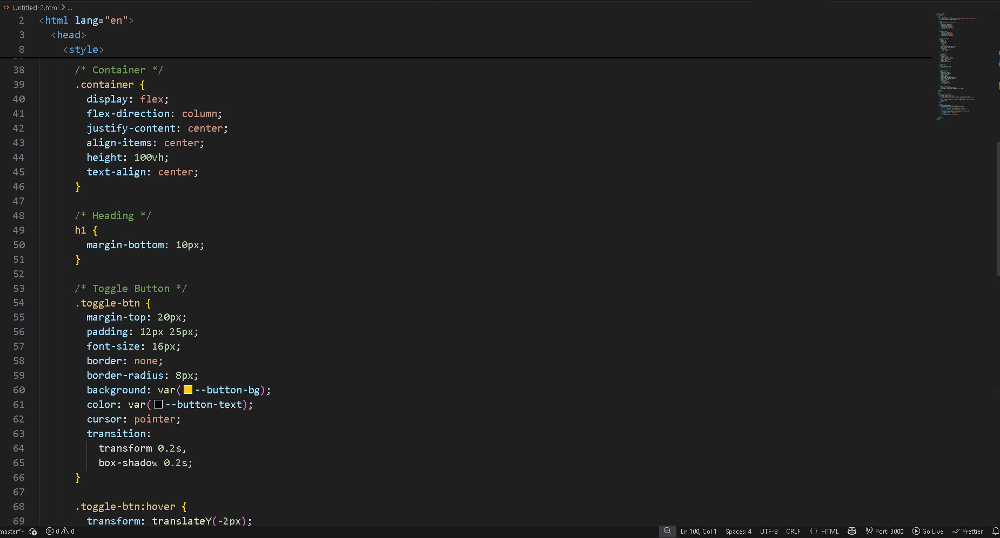 Untitled-2.html > ...
2 <html lang="en">
3 <head>
8 <style>
38 /* Container */
39 .container {
40 display: flex;
41 flex-direction: column;
42 justify-content: center;
43 align-items: center;
44 height: 100vh;
45 text-align: center;
46 }
47
48 /* Heading */
49 h1 {
50 margin-bottom: 10px;
51 }
52
53 /* Toggle Button */
54 .toggle-btn {
55 margin-top: 20px;
56 padding: 12px 25px;
57 font-size: 16px;
58 border: none;
59 border-radius: 8px;
60 background: var(--button-bg);
61 color: var(--button-text);
62 cursor: pointer;
63 transition:
64 transform 0.2s,
65 box-shadow 0.2s;
66 }
67
68 .toggle-btn:hover {
69 transform: translateY(-2px);
master*+ 0 0 Ln 100, Col 1 Spaces: 4 UTF-8 CRLF { } HTML Port: 3000 Go Live Prettier